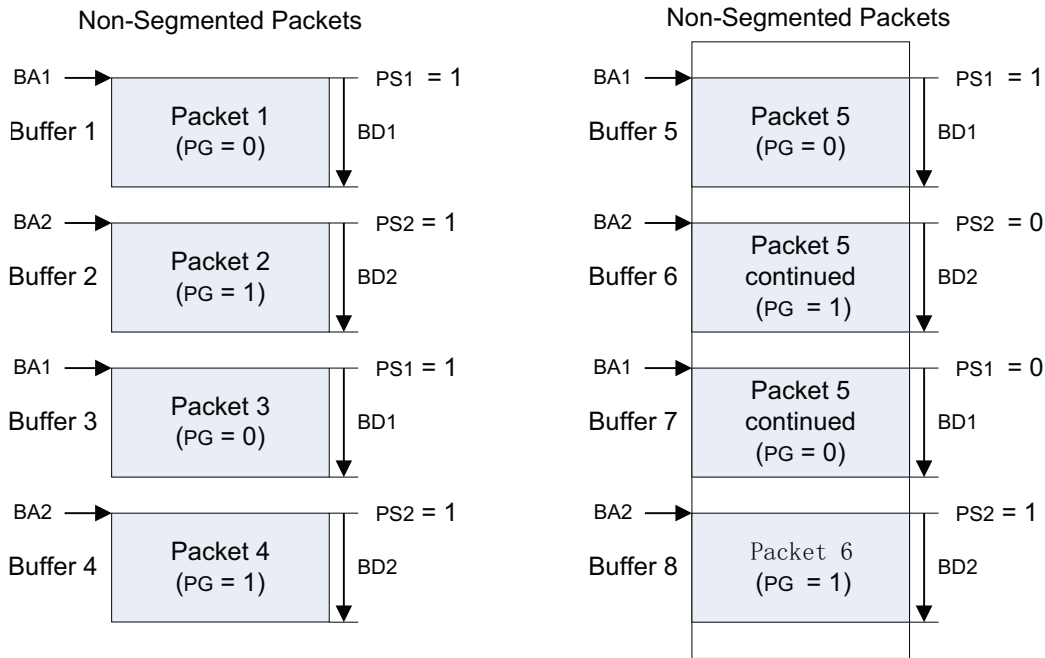 Non-Segmented Packets
BA1
PS1 = 1
Buffer 1
Packet 1
(PG = 0)
BD1
BA2
PS2 = 1
Buffer 2
Packet 2
(PG = 1)
BD2
BA1
PS1 = 1
Buffer 3
Packet 3
(PG = 0)
BD1
BA2
PS2 = 1
Buffer 4
Packet 4
(PG = 1)
BD2
Non-Segmented Packets
BA1
PS1 = 1
Buffer 5
Packet 5
(PG = 0)
BD1
BA2
PS2 = 0
Buffer 6
Packet 5
continued
(PG = 1)
BD2
BA1
PS1 = 0
Buffer 7
Packet 5
continued
(PG = 0)
BD1
BA2
PS2 = 1
Buffer 8
Packet 6
(PG = 1)
BD2